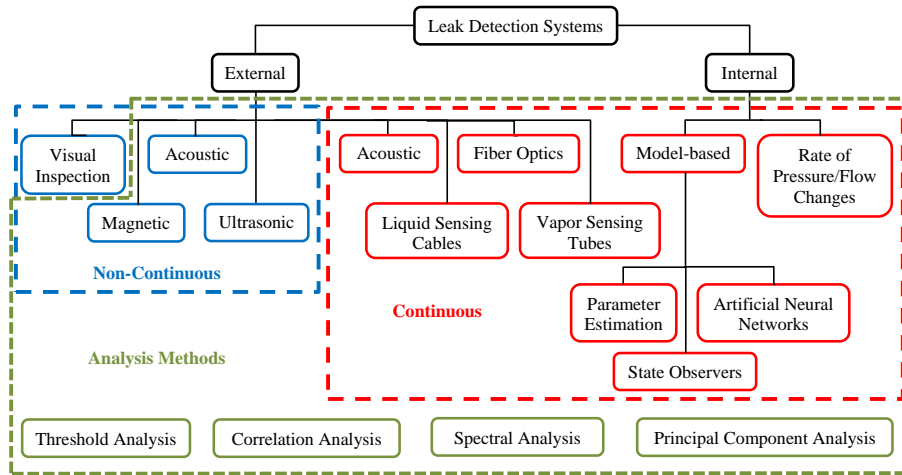 Leak Detection Systems
External
Internal
Visual
Inspection
Acoustic
Magnetic
Ultrasonic
Non-Continuous
Acoustic
Fiber Optics
Liquid Sensing
Cables
Vapor Sensing
Tubes
Model-based
Rate of
Pressure/Flow
Changes
Parameter
Estimation
Artificial Neural
Networks
State Observers
Continuous
Analysis Methods
Threshold Analysis
Correlation Analysis
Spectral Analysis
Principal Component Analysis